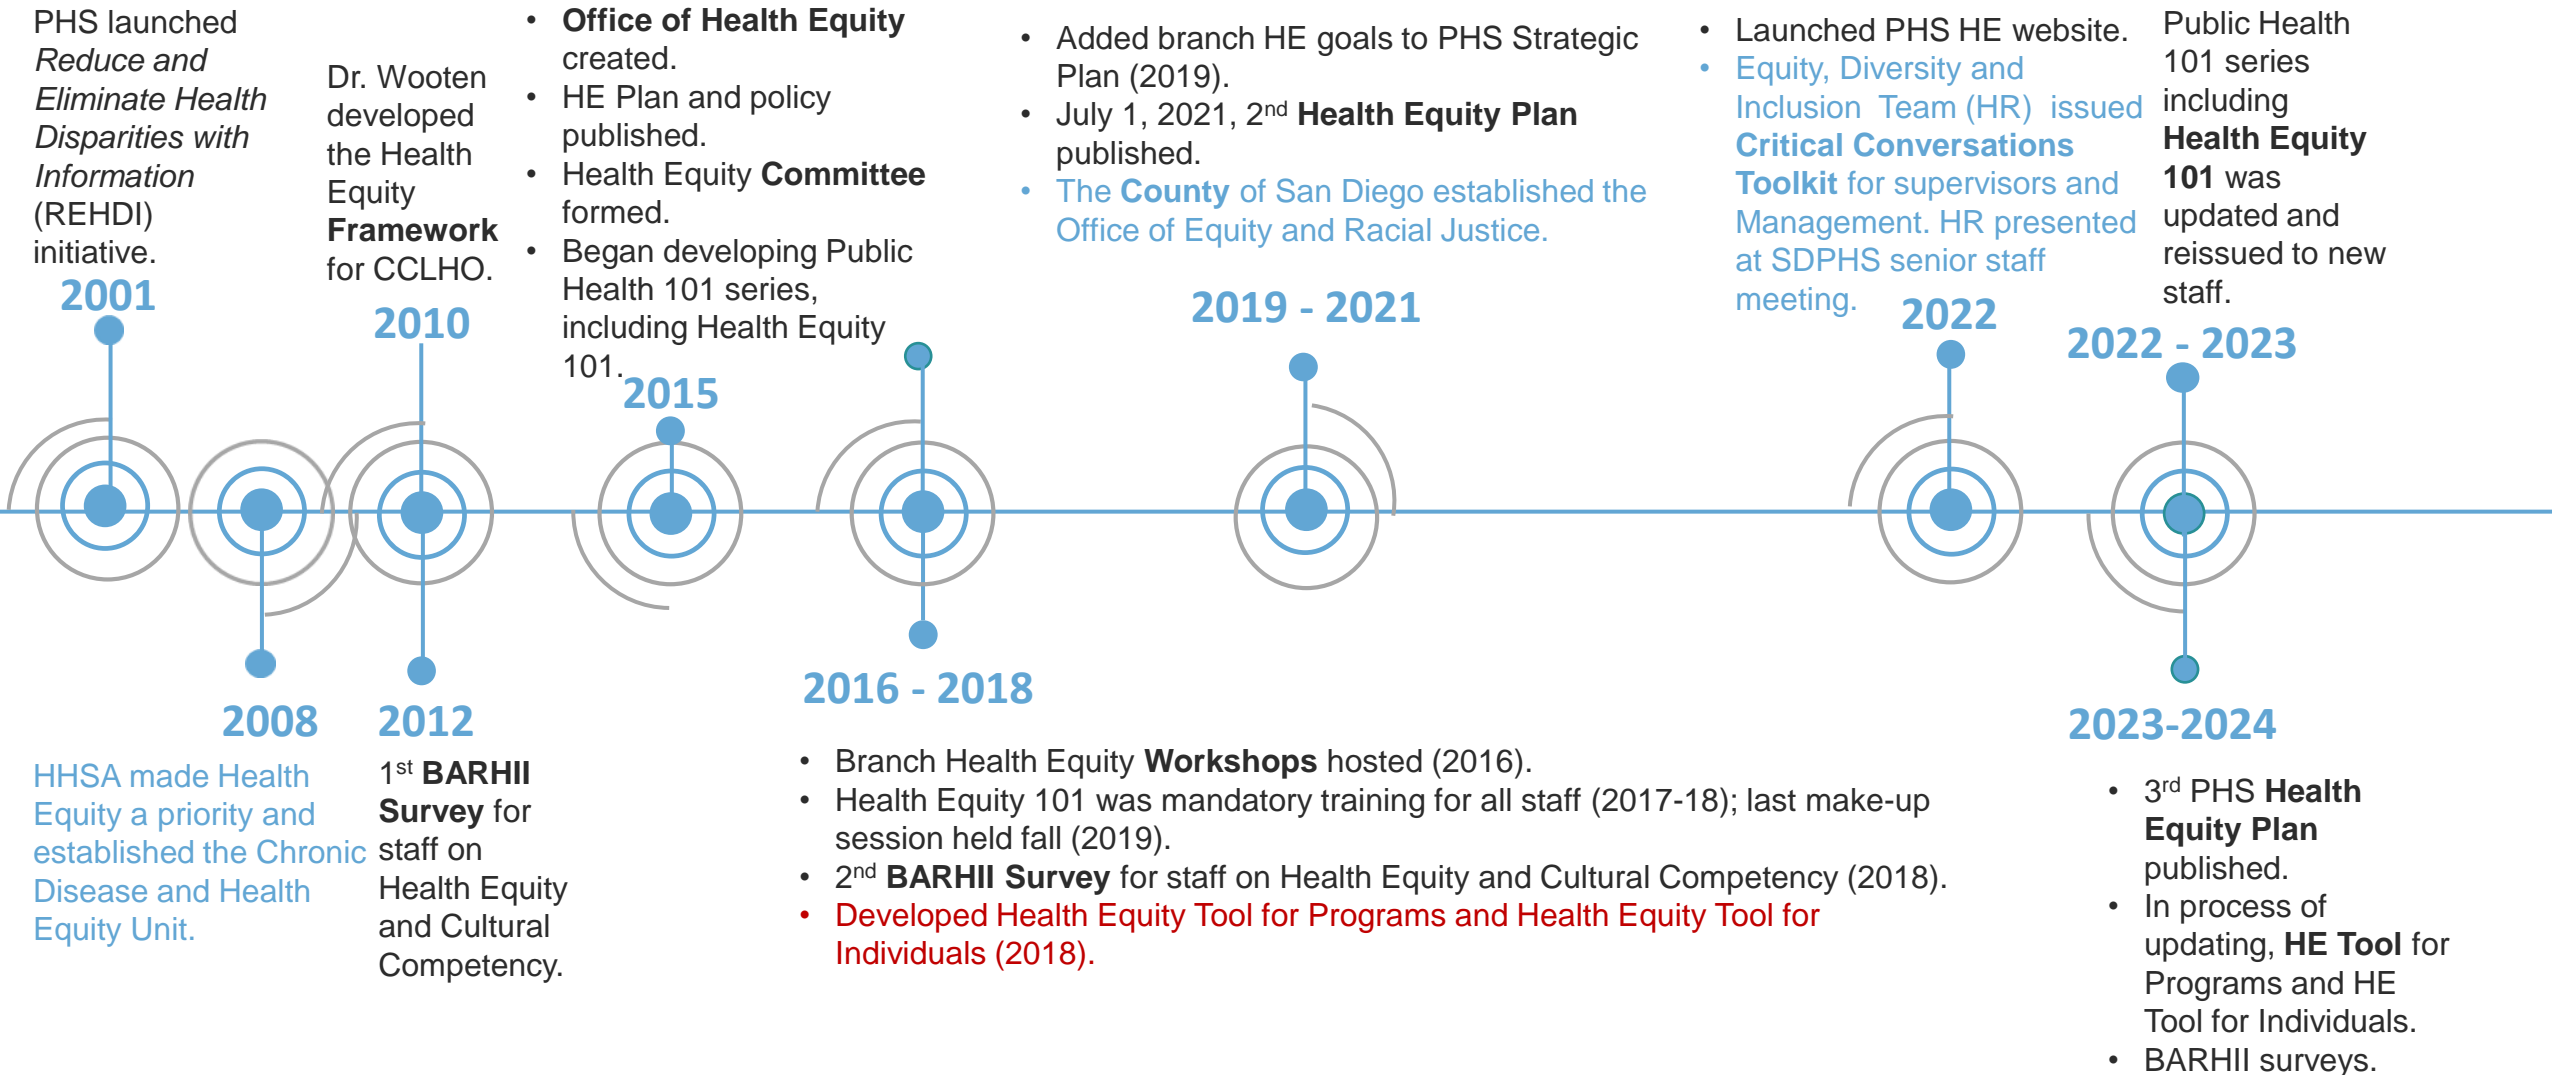 PHS launched
Reduce and
Eliminate Health
Disparities with
Information
(REHDI)
initiative.
2001
HHSA made Health
Equity a priority and
established the Chronic
Disease and Health
Equity Unit.
2008
Dr. Wooten
developed
the Health
Equity
Framework
for CCLHO.
2010
2012
1st BARHII
Survey for
staff on
Health Equity
and Cultural
Competency.
• Office of Health Equity
created.
• HE Plan and policy
published.
• Health Equity Committee
formed.
• Began developing Public
Health 101 series,
including Health Equity
101.
2015
2016 - 2018
• Branch Health Equity Workshops hosted (2016).
• Health Equity 101 was mandatory training for all staff (2017-18); last make-up
session held fall (2019).
• 2nd BARHII Survey for staff on Health Equity and Cultural Competency (2018).
• Developed Health Equity Tool for Programs and Health Equity Tool for
Individuals (2018).
• Added branch HE goals to PHS Strategic
Plan (2019).
• July 1, 2021, 2nd Health Equity Plan
published.
• The County of San Diego established the
Office of Equity and Racial Justice.
2019 - 2021
• Launched PHS HE website.
• Equity, Diversity and
Inclusion Team (HR) issued
Critical Conversations
Toolkit for supervisors and
Management. HR presented
at SDPHS senior staff
meeting.
2022
Public Health
101 series
including
Health Equity
101 was
updated and
reissued to new
staff.
2022 - 2023
2023-2024
• 3rd PHS Health
Equity Plan
published.
• In process of
updating, HE Tool for
Programs and HE
Tool for Individuals.
• BARHII surveys.